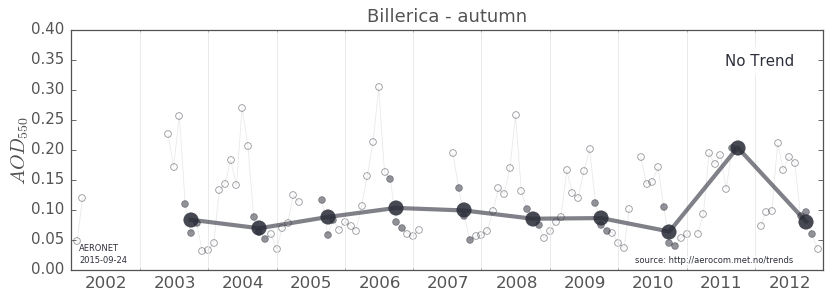 Billerica - autumn
0.40
0.35
0.30
0.25
0.20
0.15
0.10
0.05
0.00
AOD550
No Trend
AERONET
2015-09-24
source: http://aerocom.met.no/trends
2002 2003 2004 2005 2006 2007 2008 2009 2010 2011 2012